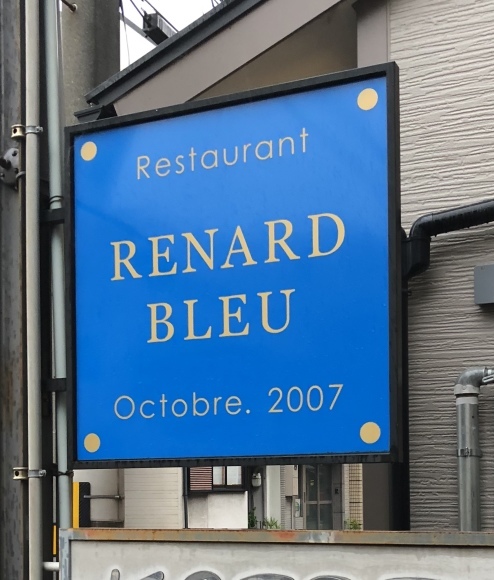 Restaurant
RENARD
BLEU
Octobre. 2007